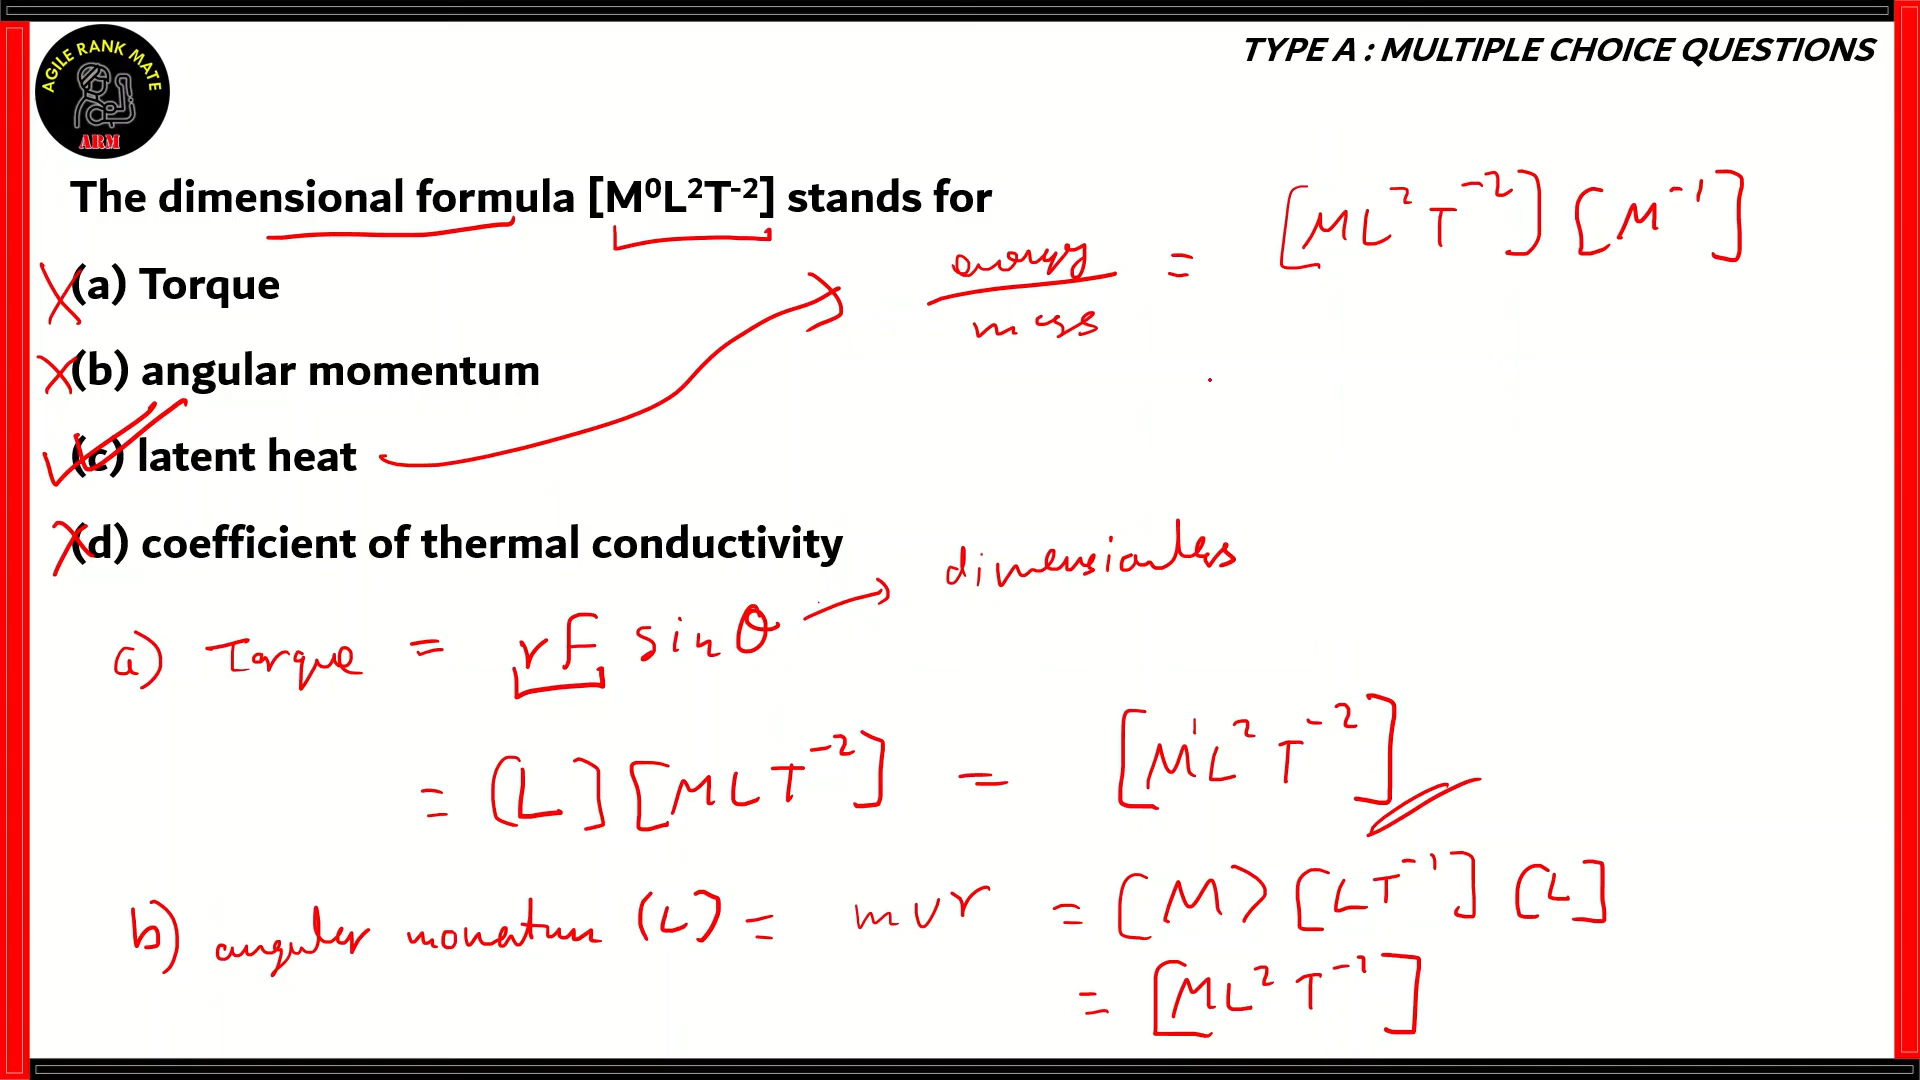 AGILE RANK MATE
ARM
TYPE A : MULTIPLE CHOICE QUESTIONS
The dimensional formula [M⁰L²T⁻²] stands for
(a) Torque
(b) angular momentum
(c) latent heat
(d) coefficient of thermal conductivity
energy / mass = [ML²T⁻²] [M⁻¹]
dimensionless
a) Torque = rF sinθ
= [L] [MLT⁻²] = [M¹L²T⁻²]
b) angular momentum (L) = mvr = [M] [LT⁻¹] [L]
= [ML²T⁻¹]